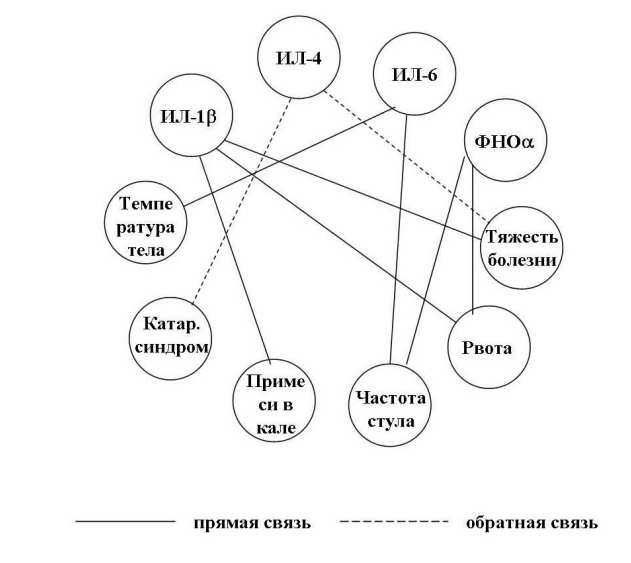 ИЛ-4
ИЛ-6
ИЛ-1β
ФНОα
Темпе
ратура
тела
Тяжесть
болезни
Катар.
синдром
Рвота
Приме
си в
кале
Частота
стула
прямая связь
обратная связь